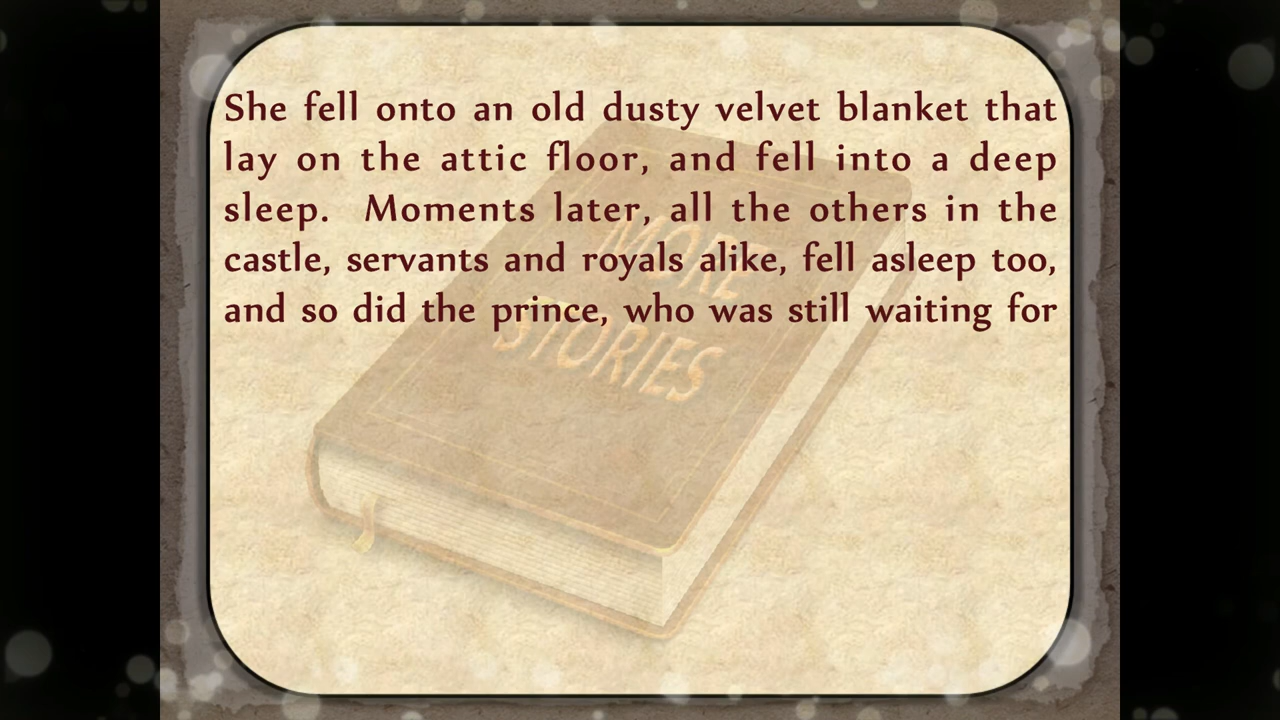 She fell onto an old dusty velvet blanket that
lay on the attic floor, and fell into a deep
sleep.  Moments later, all the others in the
castle, servants and royals alike, fell asleep too,
and so did the prince, who was still waiting for
MORE
STORIES